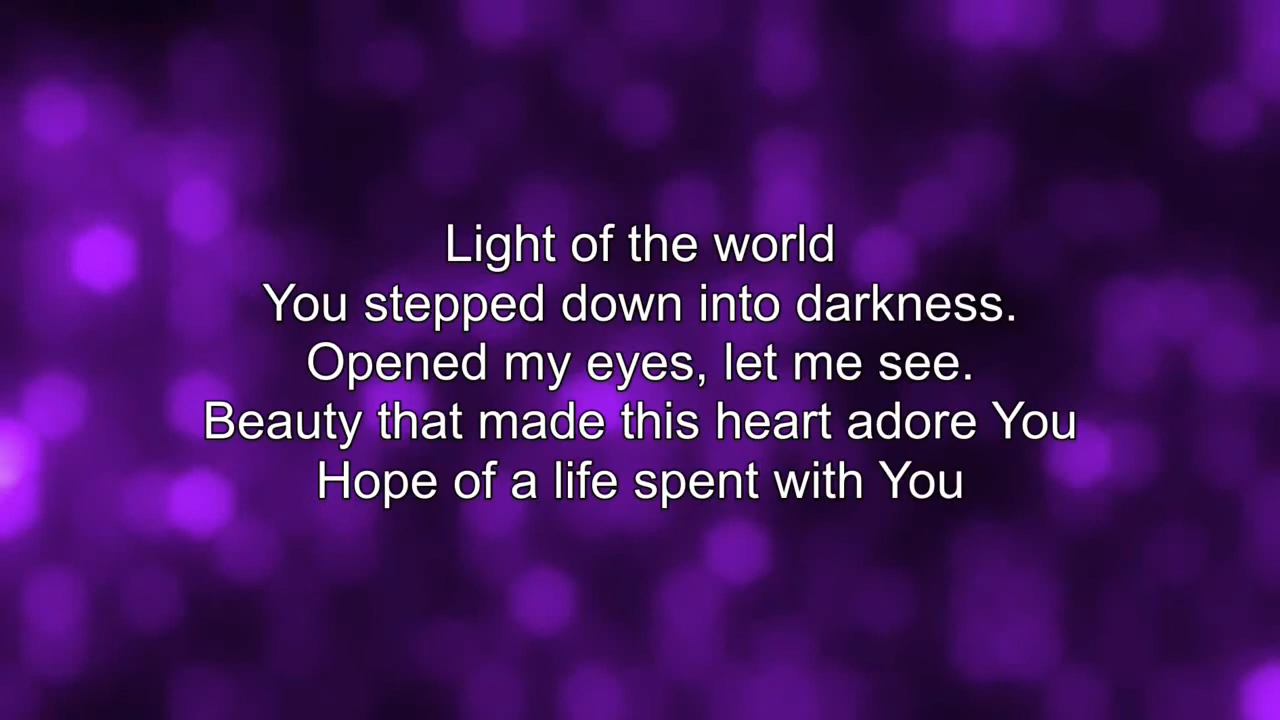 Light of the world
You stepped down into darkness.
Opened my eyes, let me see.
Beauty that made this heart adore You
Hope of a life spent with You